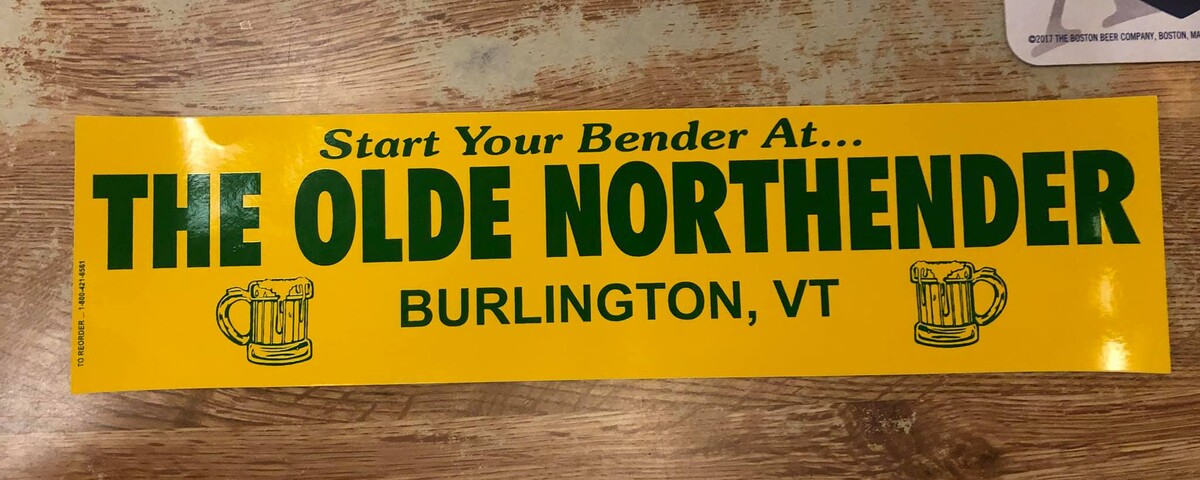 ©2017 THE BOSTON BEER COMPANY, BOSTON, MA
Start Your Bender At...
THE OLDE NORTHENDER
BURLINGTON, VT
TO REORDER... 1-800-421-6561